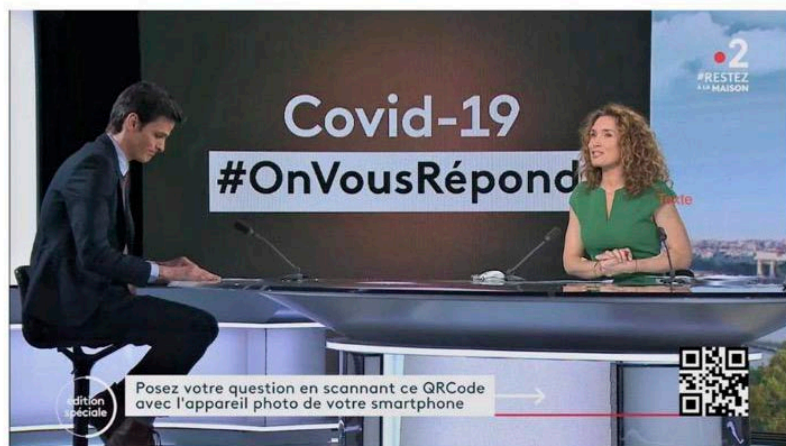 2
#RESTEZ
À LA MAISON
Covid-19
#OnVousRépond
Texte
édition
spéciale
Posez votre question en scannant ce QRCode
avec l'appareil photo de votre smartphone